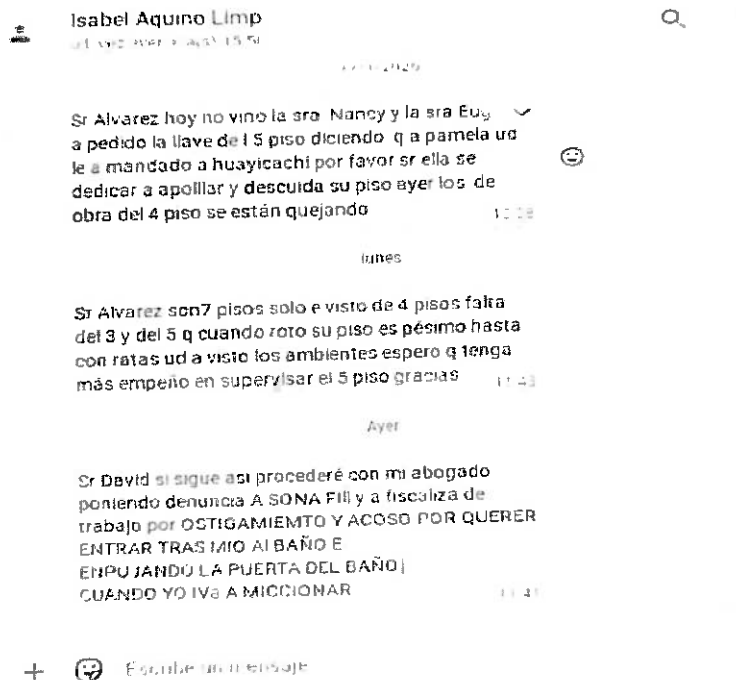 Isabel Aquino Limp
Sr Alvarez hoy no vino la sra Nancy y la sra Eug
a pedido la llave de l 5 piso diciendo q a pamela ud
le a mandado a huayicachi por favor sr ella se
dedicar a apolillar y descuida su piso ayer los de
obra del 4 piso se están quejando
lunes
Sr Alvarez son7 pisos solo e visto de 4 pisos falta
del 3 y del 5 q cuando roto su piso es pésimo hasta
con ratas ud a visto los ambientes espero q tenga
más empeño en supervisar el 5 piso gracias
11:43
Ayer
Sr David si sigue asi procederé con mi abogado
poniendo denuncia A SONA Fill y a fiscaliza de
trabajo por OSTIGAMIEMTO Y ACOSO POR QUERER
ENTRAR TRAS MIO Al BAÑO E
ENPUJANDO LA PUERTA DEL BAÑO
CUANDO YO IVa A MICCIONAR
Escribe un mensaje